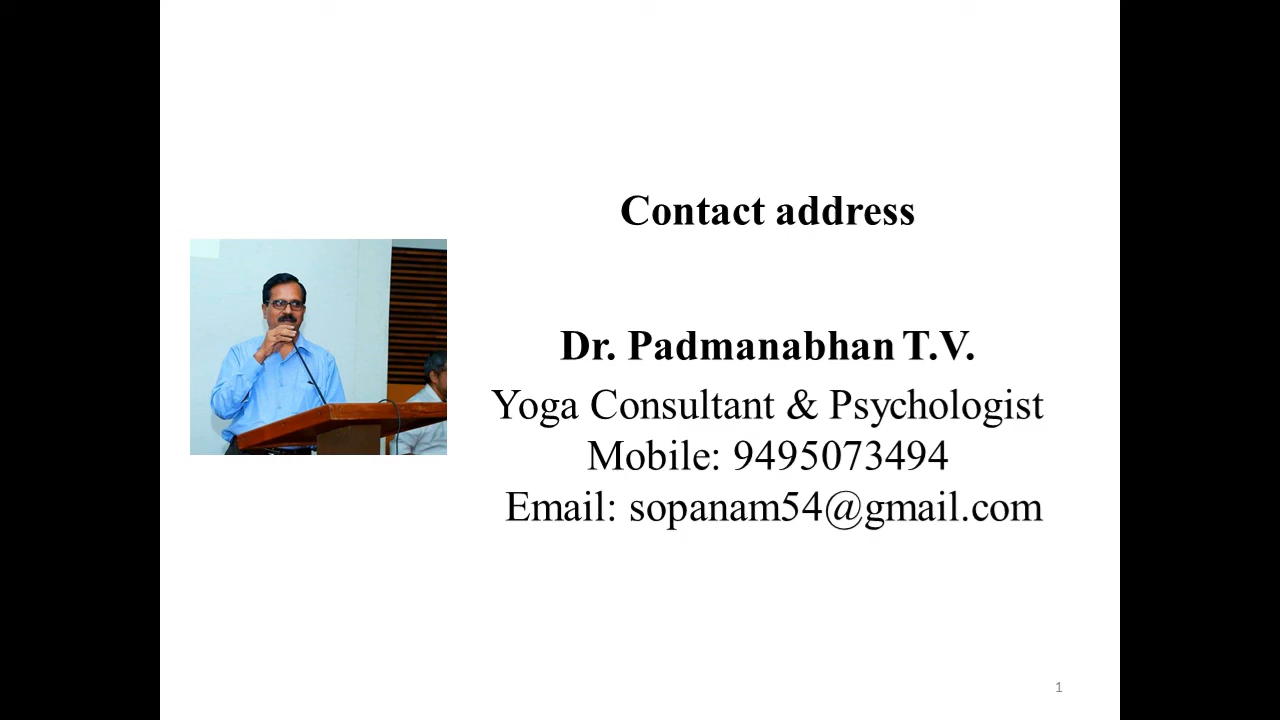 Contact address
Dr. Padmanabhan T.V.
Yoga Consultant & Psychologist
Mobile: 9495073494
Email: sopanam54@gmail.com
1